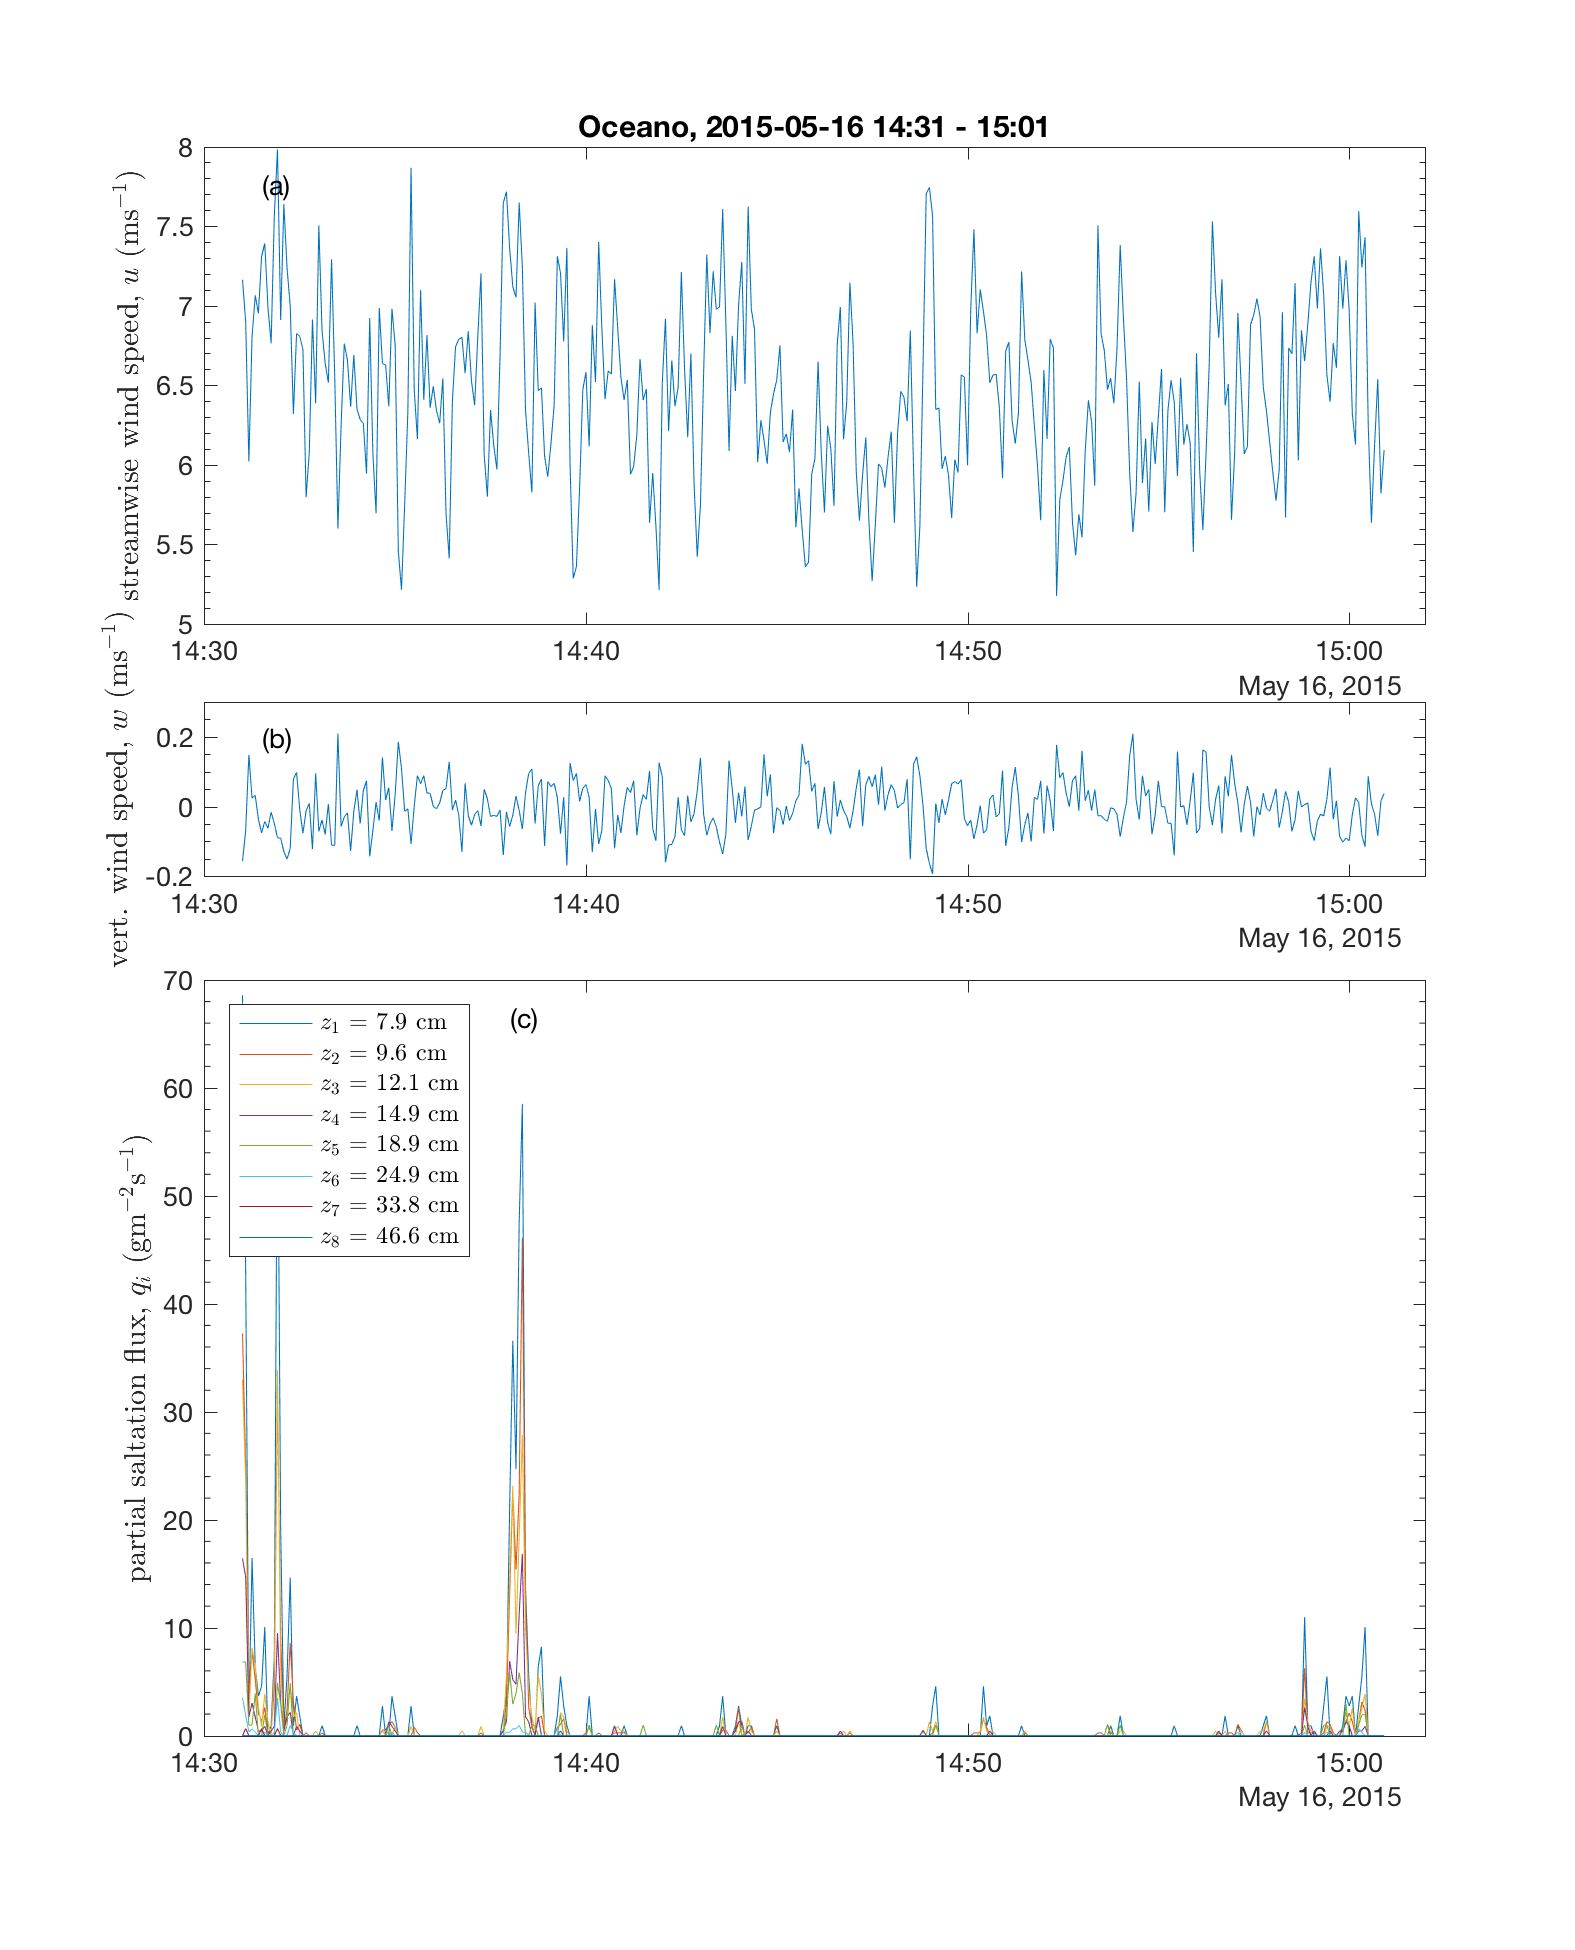 Oceano, 2015-05-16 14:31 - 15:01
(a)
streamwise wind speed, u (ms⁻¹)
8
7.5
7
6.5
6
5.5
5
14:30 14:40 14:50 15:00
May 16, 2015
(b)
vert. wind speed, w (ms⁻¹)
0.2
0
-0.2
14:30 14:40 14:50 15:00
May 16, 2015
(c)
partial saltation flux, qᵢ (gm⁻²s⁻¹)
70
60
50
40
30
20
10
0
z₁ = 7.9 cm
z₂ = 9.6 cm
z₃ = 12.1 cm
z₄ = 14.9 cm
z₅ = 18.9 cm
z₆ = 24.9 cm
z₇ = 33.8 cm
z₈ = 46.6 cm
14:30 14:40 14:50 15:00
May 16, 2015